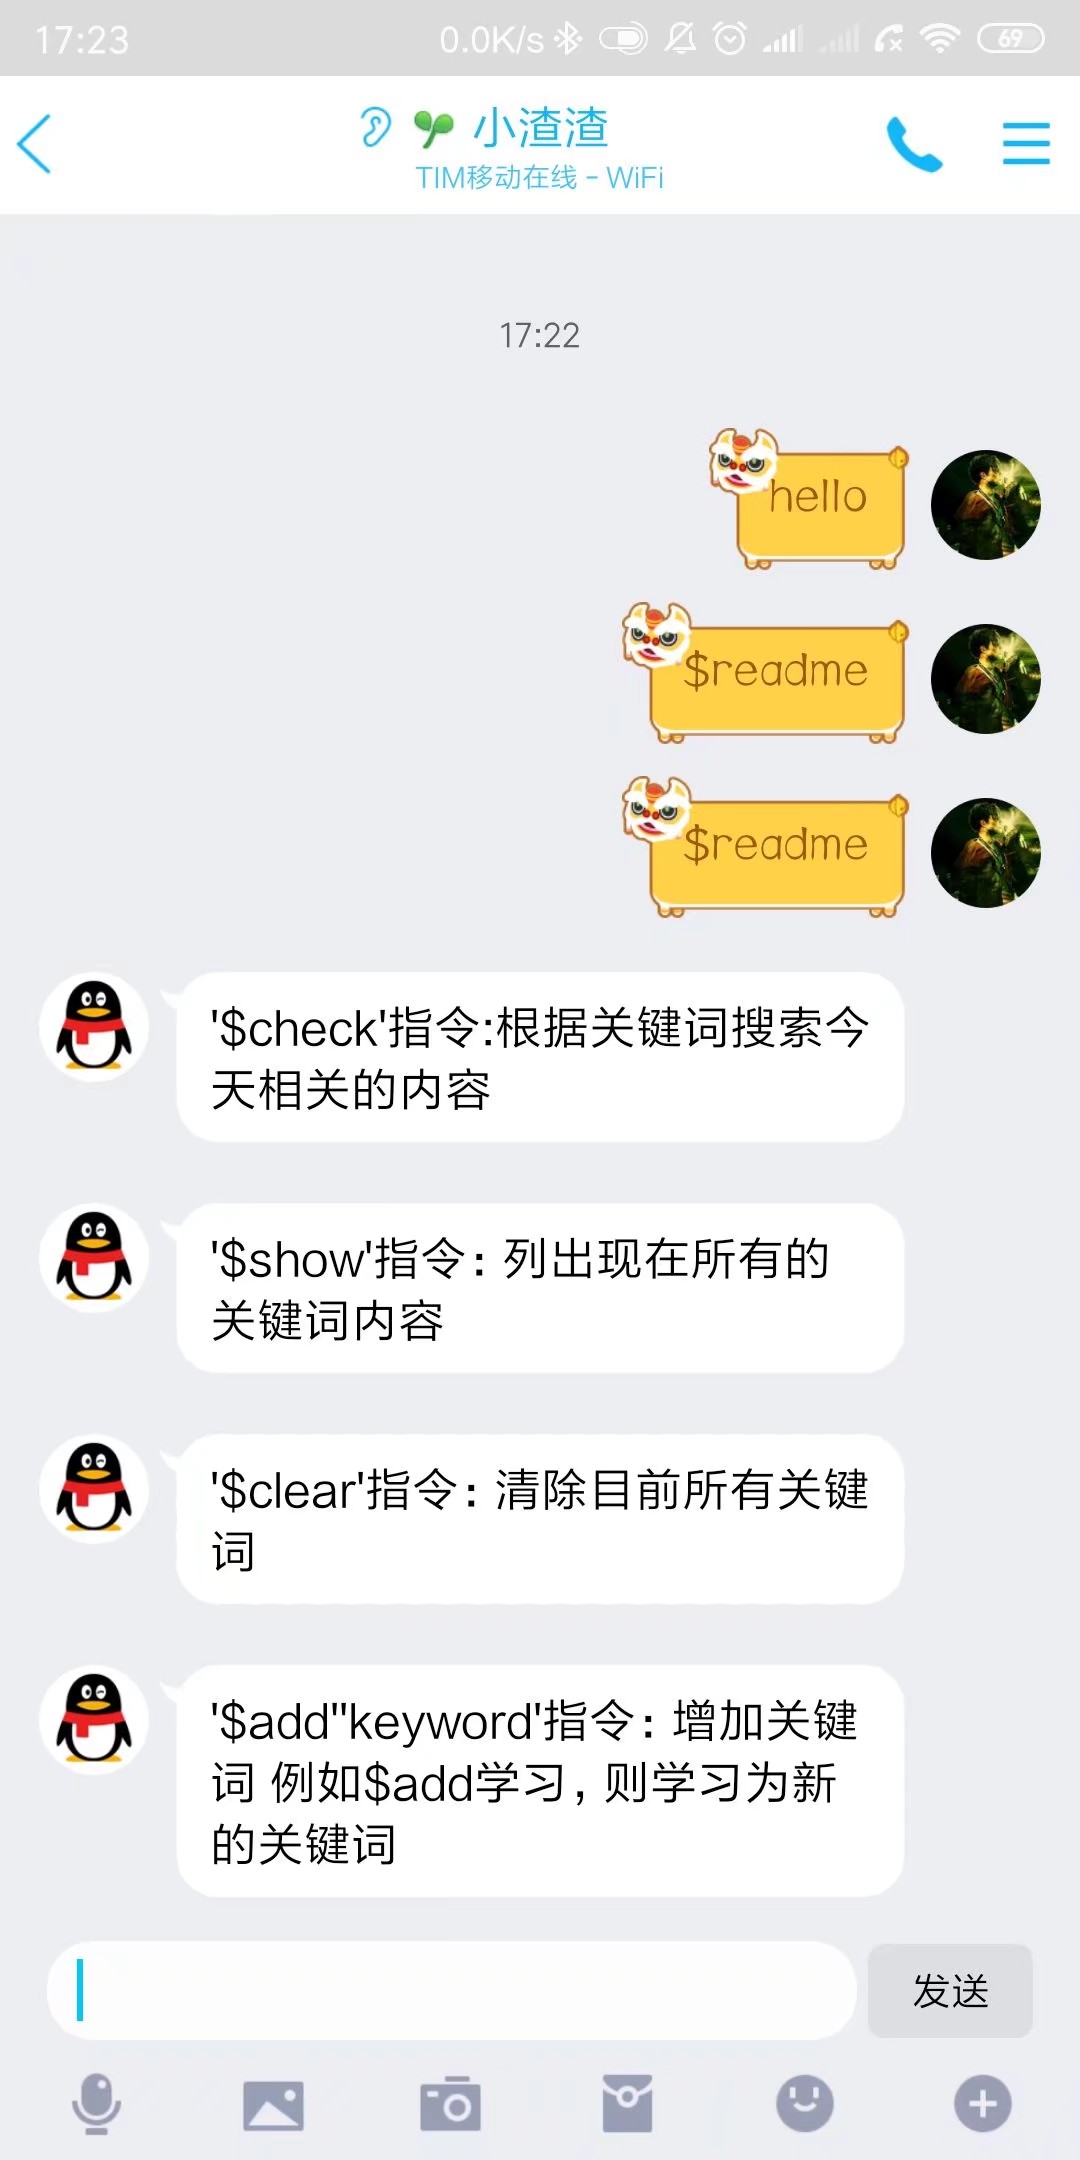 17:23
0.0K/s
69
小渣渣
TIM移动在线 - WiFi
17:22
hello
$readme
$readme
'$check'指令:根据关键词搜索今
天相关的内容
'$show'指令：列出现在所有的
关键词内容
'$clear'指令：清除目前所有关键
词
'$add''keyword'指令：增加关键
词 例如$add学习，则学习为新
的关键词
发送